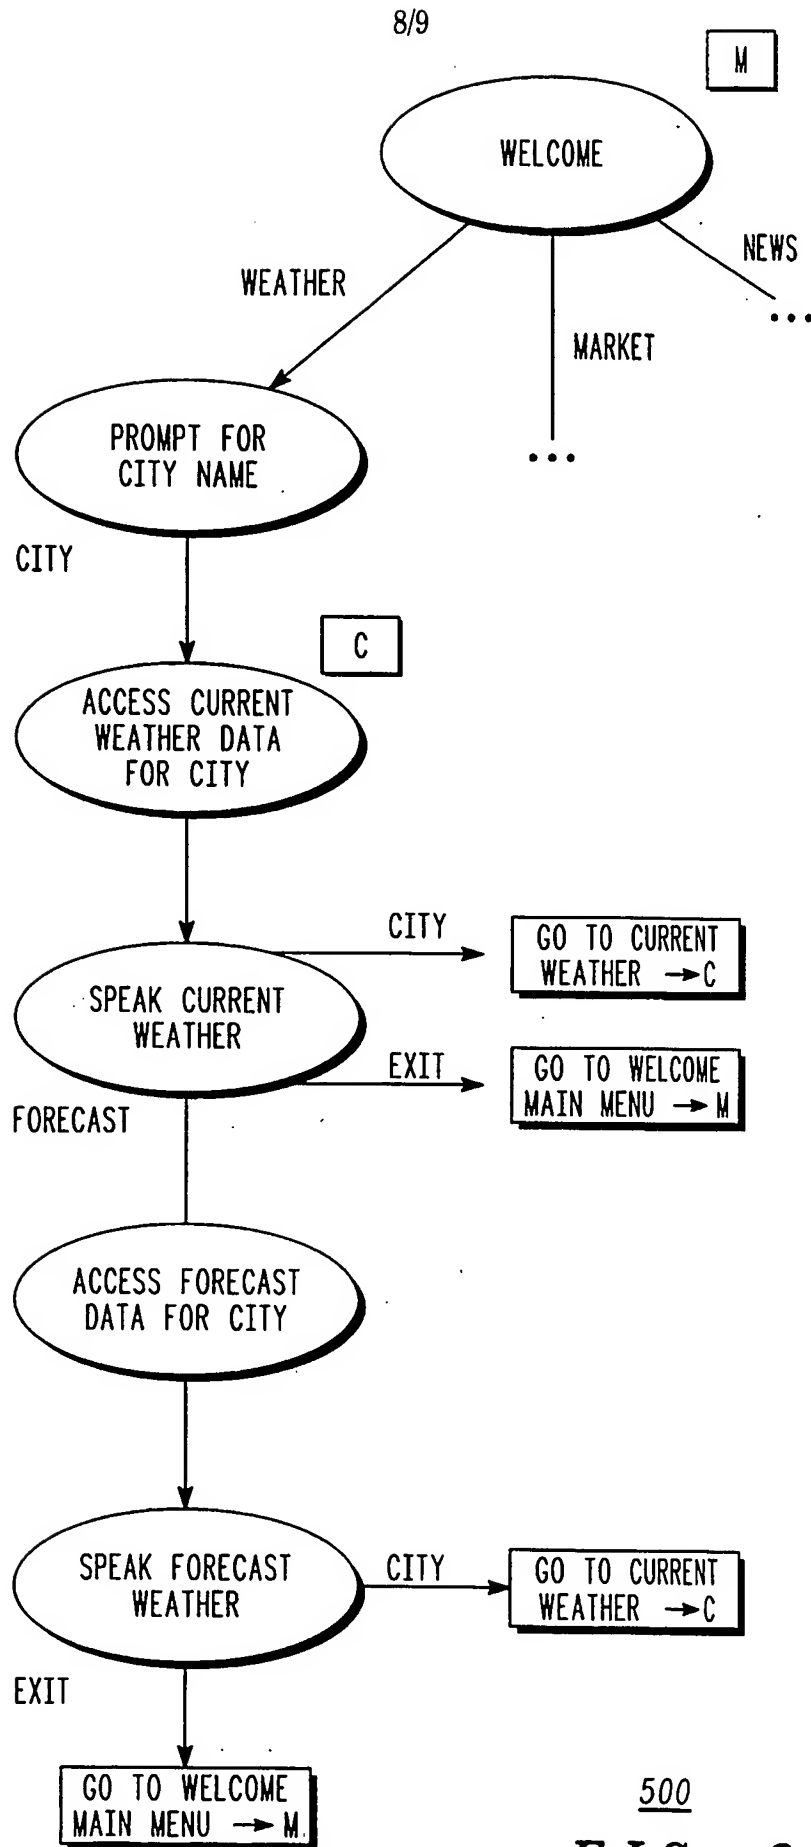 8/9
M
WELCOME
WEATHER
MARKET
NEWS
...
...
PROMPT FOR
CITY NAME
CITY
C
ACCESS CURRENT
WEATHER DATA
FOR CITY
SPEAK CURRENT
WEATHER
CITY
GO TO CURRENT
WEATHER → C
EXIT
GO TO WELCOME
MAIN MENU → M
FORECAST
ACCESS FORECAST
DATA FOR CITY
SPEAK FORECAST
WEATHER
CITY
GO TO CURRENT
WEATHER → C
EXIT
GO TO WELCOME
MAIN MENU → M
500